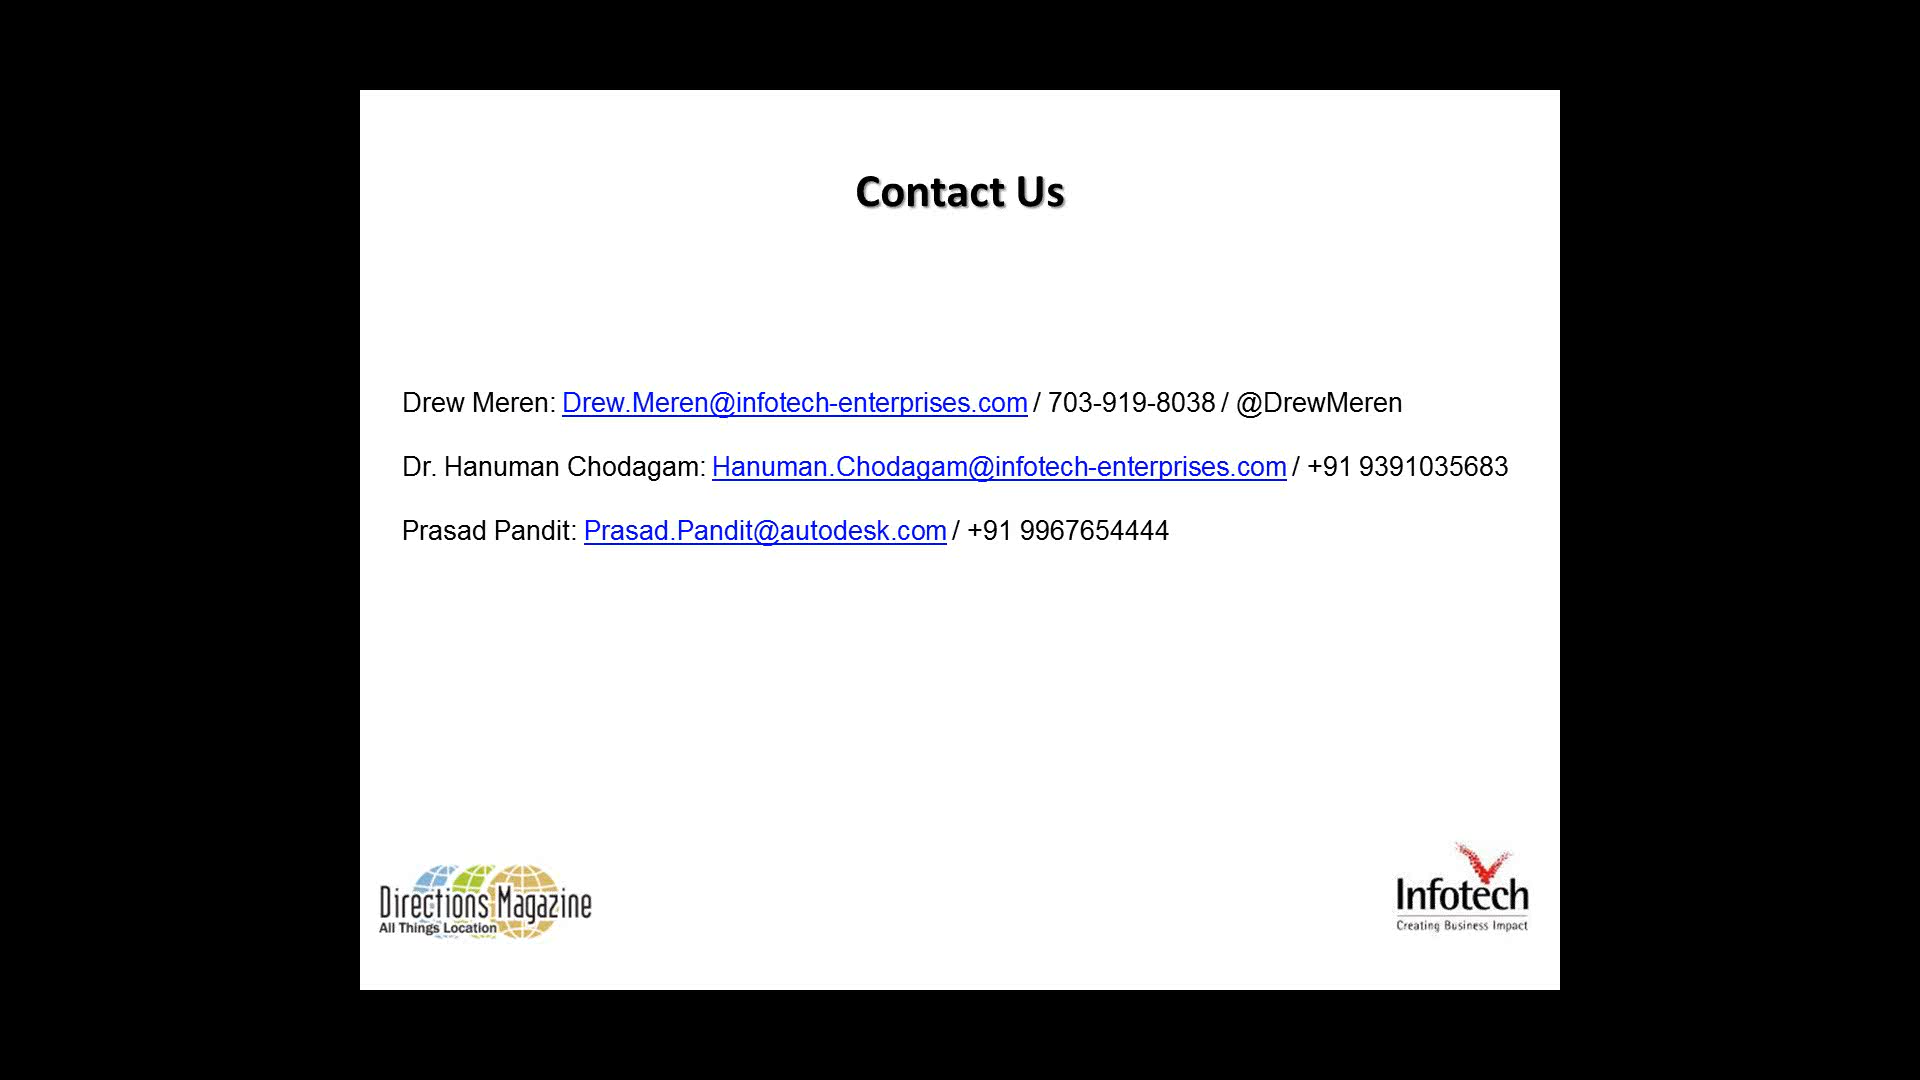 Contact Us
Drew Meren: Drew.Meren@infotech-enterprises.com / 703-919-8038 / @DrewMeren
Dr. Hanuman Chodagam: Hanuman.Chodagam@infotech-enterprises.com / +91 9391035683
Prasad Pandit: Prasad.Pandit@autodesk.com / +91 9967654444
Directions Magazine
All Things Location
Infotech
Creating Business Impact